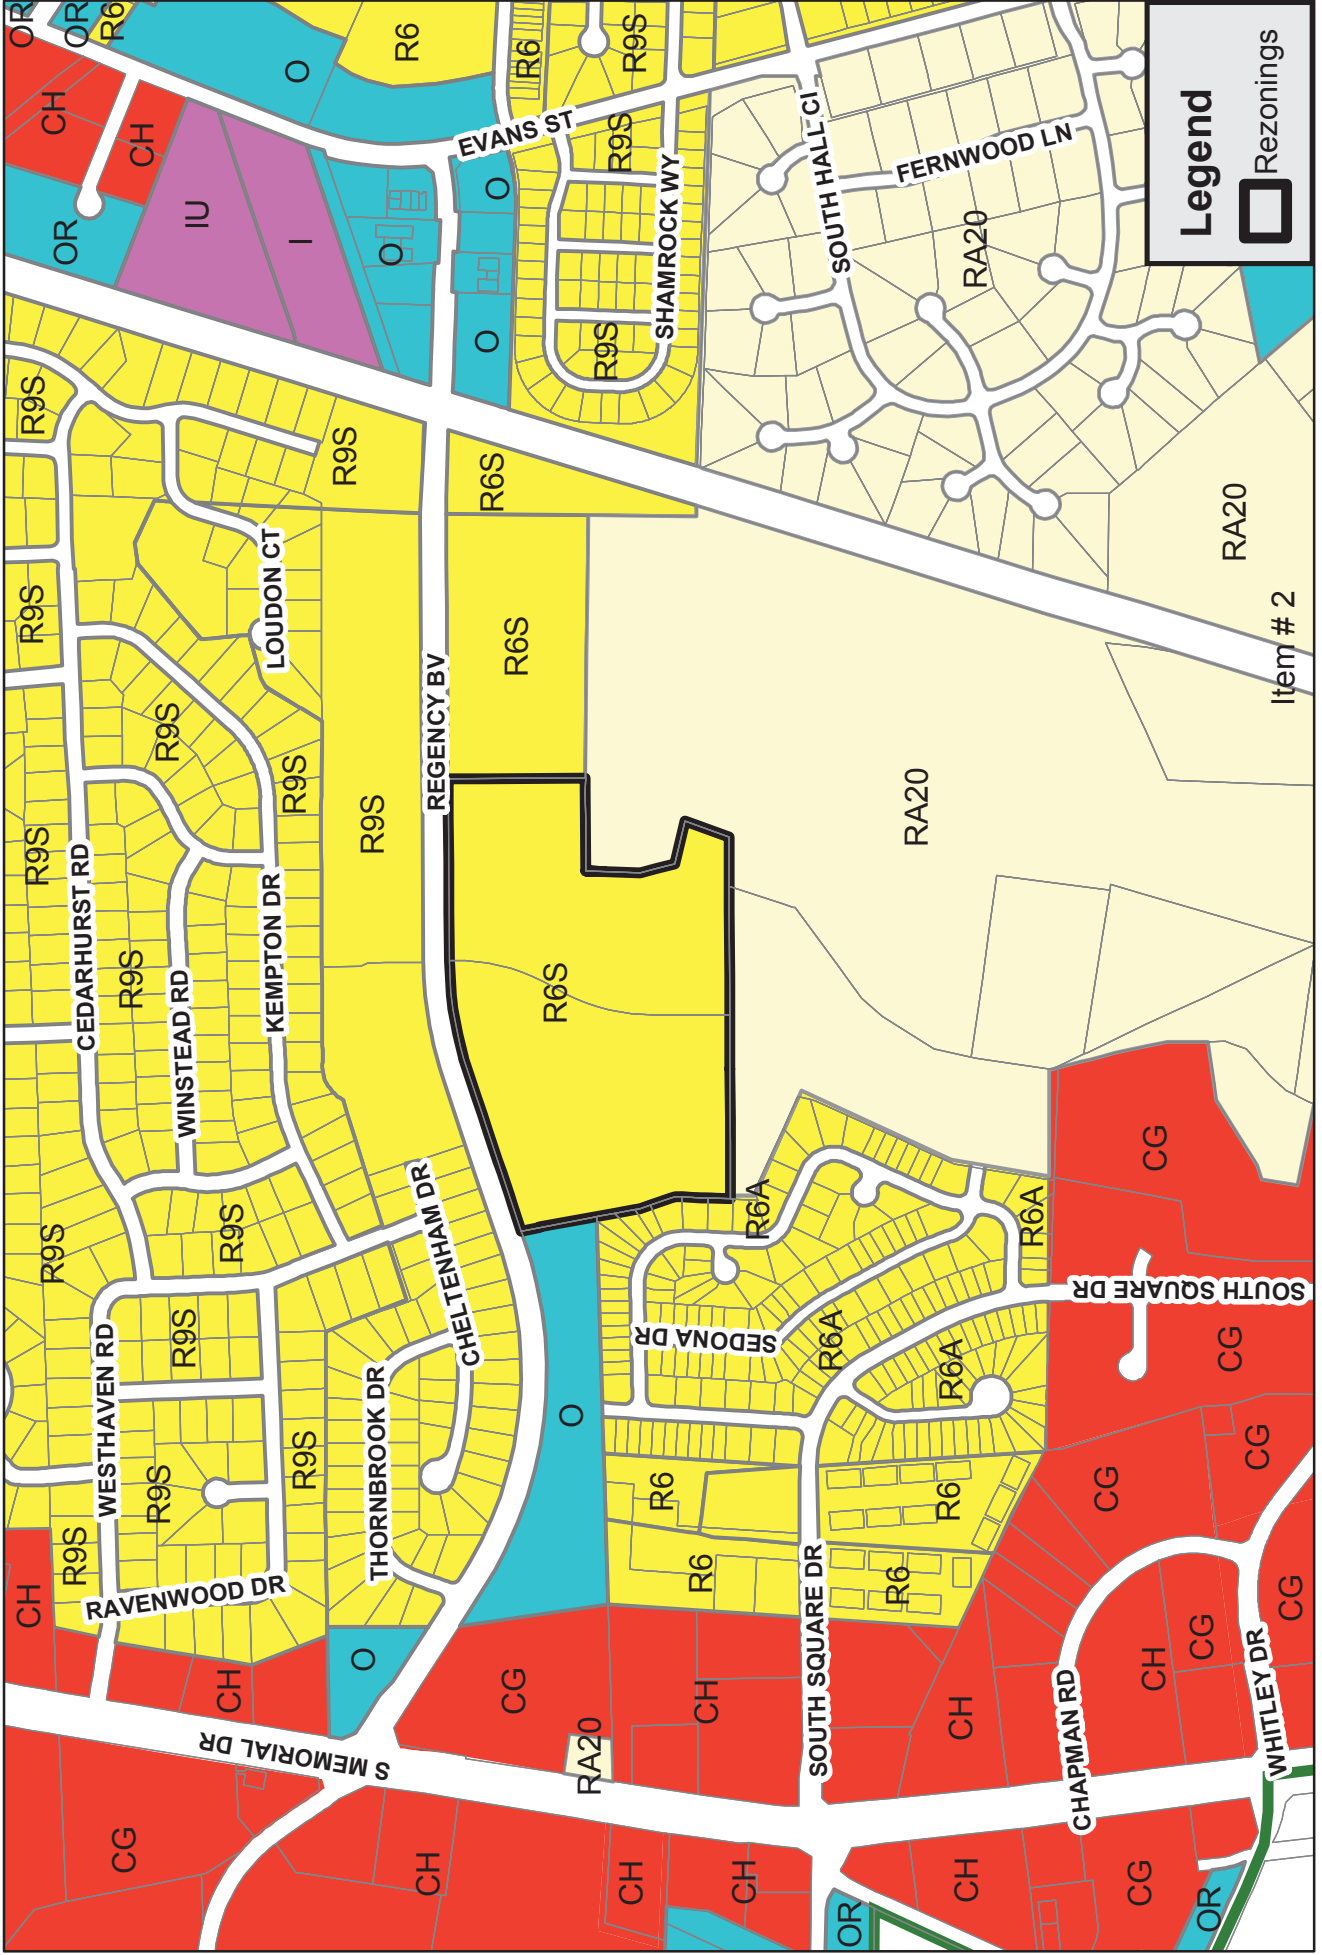 CH
R9S
R9S
R9S
R9S
R9S
OR
CH
R9S
WESTHAVEN RD
CEDARHURST RD
OR
OR
R6
CG
R9S
R9S
RAVENWOOD DR
R9S
WINSTEAD RD
R9S
CH
IU
CH
R9S
KEMPTON DR
R9S
LOUDON CT
I
O
S MEMORIAL DR
R9S
O
THORNBROOK DR
R9S
R9S
O
R6
CH
CHELTENHAM DR
REGENCY BV
CG
R6S
R6S
R6S
O
O
EVANS ST
R6
RA20
O
R9S
R9S
R9S
CH
R6
SEDONA DR
SHAMROCK WY
CH
CH
R6
R6A
SOUTH SQUARE DR
R6A
SOUTH HALL CI
OR
R6
RA20
FERNWOOD LN
CH
CH
R6
R6A
R6A
RA20
CHAPMAN RD
CG
SOUTH SQUARE DR
CG
CG
CH
CG
CG
CG
OR
WHITLEY DR
CG
RA20
Item # 2
Legend
Rezonings